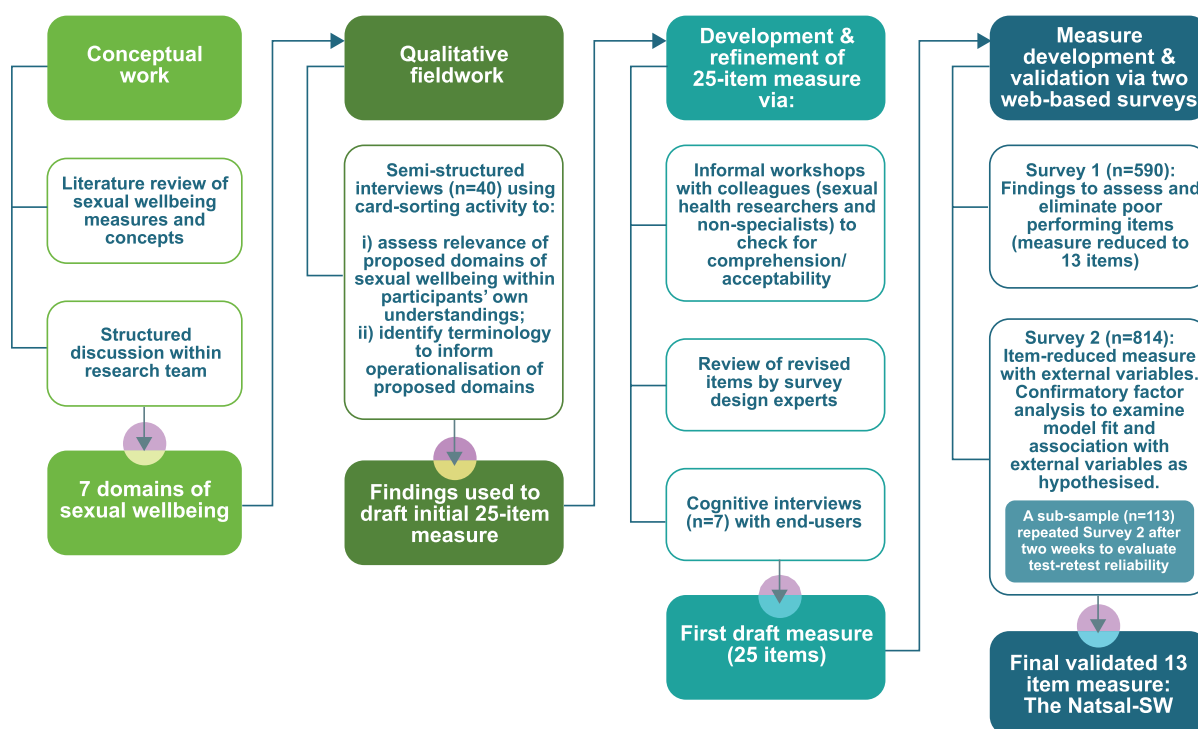 Conceptual
work
Literature review of
sexual wellbeing
measures and
concepts
Structured
discussion within
research team
7 domains of
sexual wellbeing
Qualitative
fieldwork
Semi-structured
interviews (n=40) using
card-sorting activity to:
i) assess relevance of
proposed domains of
sexual wellbeing within
participants’ own
understandings;
ii) identify terminology
to inform
operationalisation of
proposed domains
Findings used to
draft initial 25-item
measure
Development &
refinement of
25-item measure
via:
Informal workshops
with colleagues (sexual
health researchers and
non-specialists) to
check for
comprehension/
acceptability
Review of revised
items by survey
design experts
Cognitive interviews
(n=7) with end-users
First draft measure
(25 items)
Measure
development &
validation via two
web-based surveys
Survey 1 (n=590):
Findings to assess and
eliminate poor
performing items
(measure reduced to
13 items)
Survey 2 (n=814):
Item-reduced measure
with external variables.
Confirmatory factor
analysis to examine
model fit and
association with
external variables as
hypothesised.
A sub-sample (n=113)
repeated Survey 2 after
two weeks to evaluate
test-retest reliability
Final validated 13
item measure:
The Natsal-SW